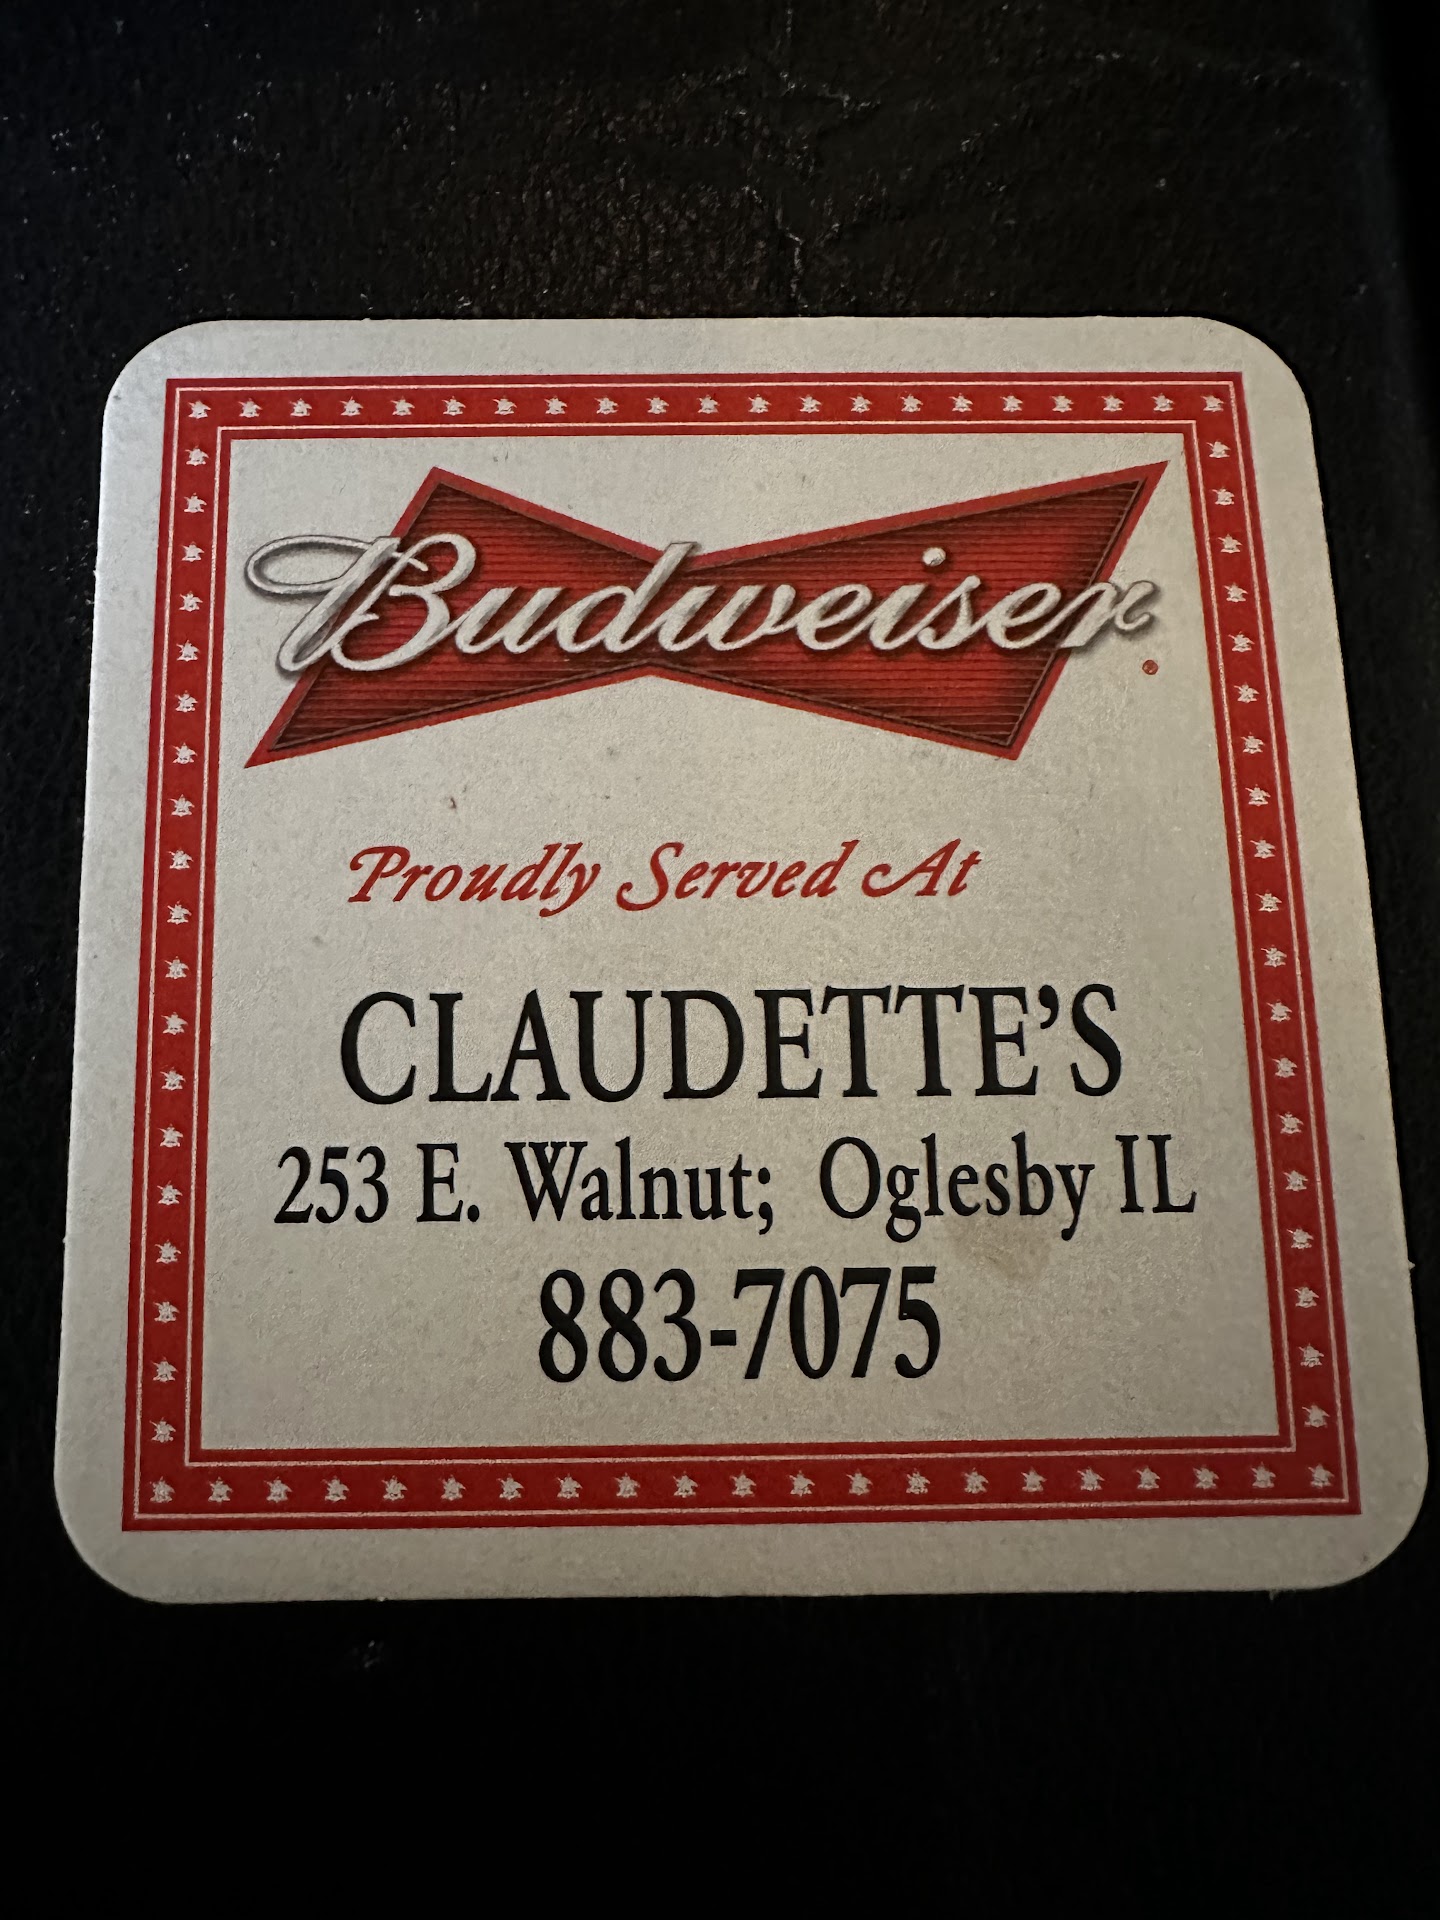 Budweiser
Proudly Served At
CLAUDETTE’S
253 E. Walnut; Oglesby IL
883-7075